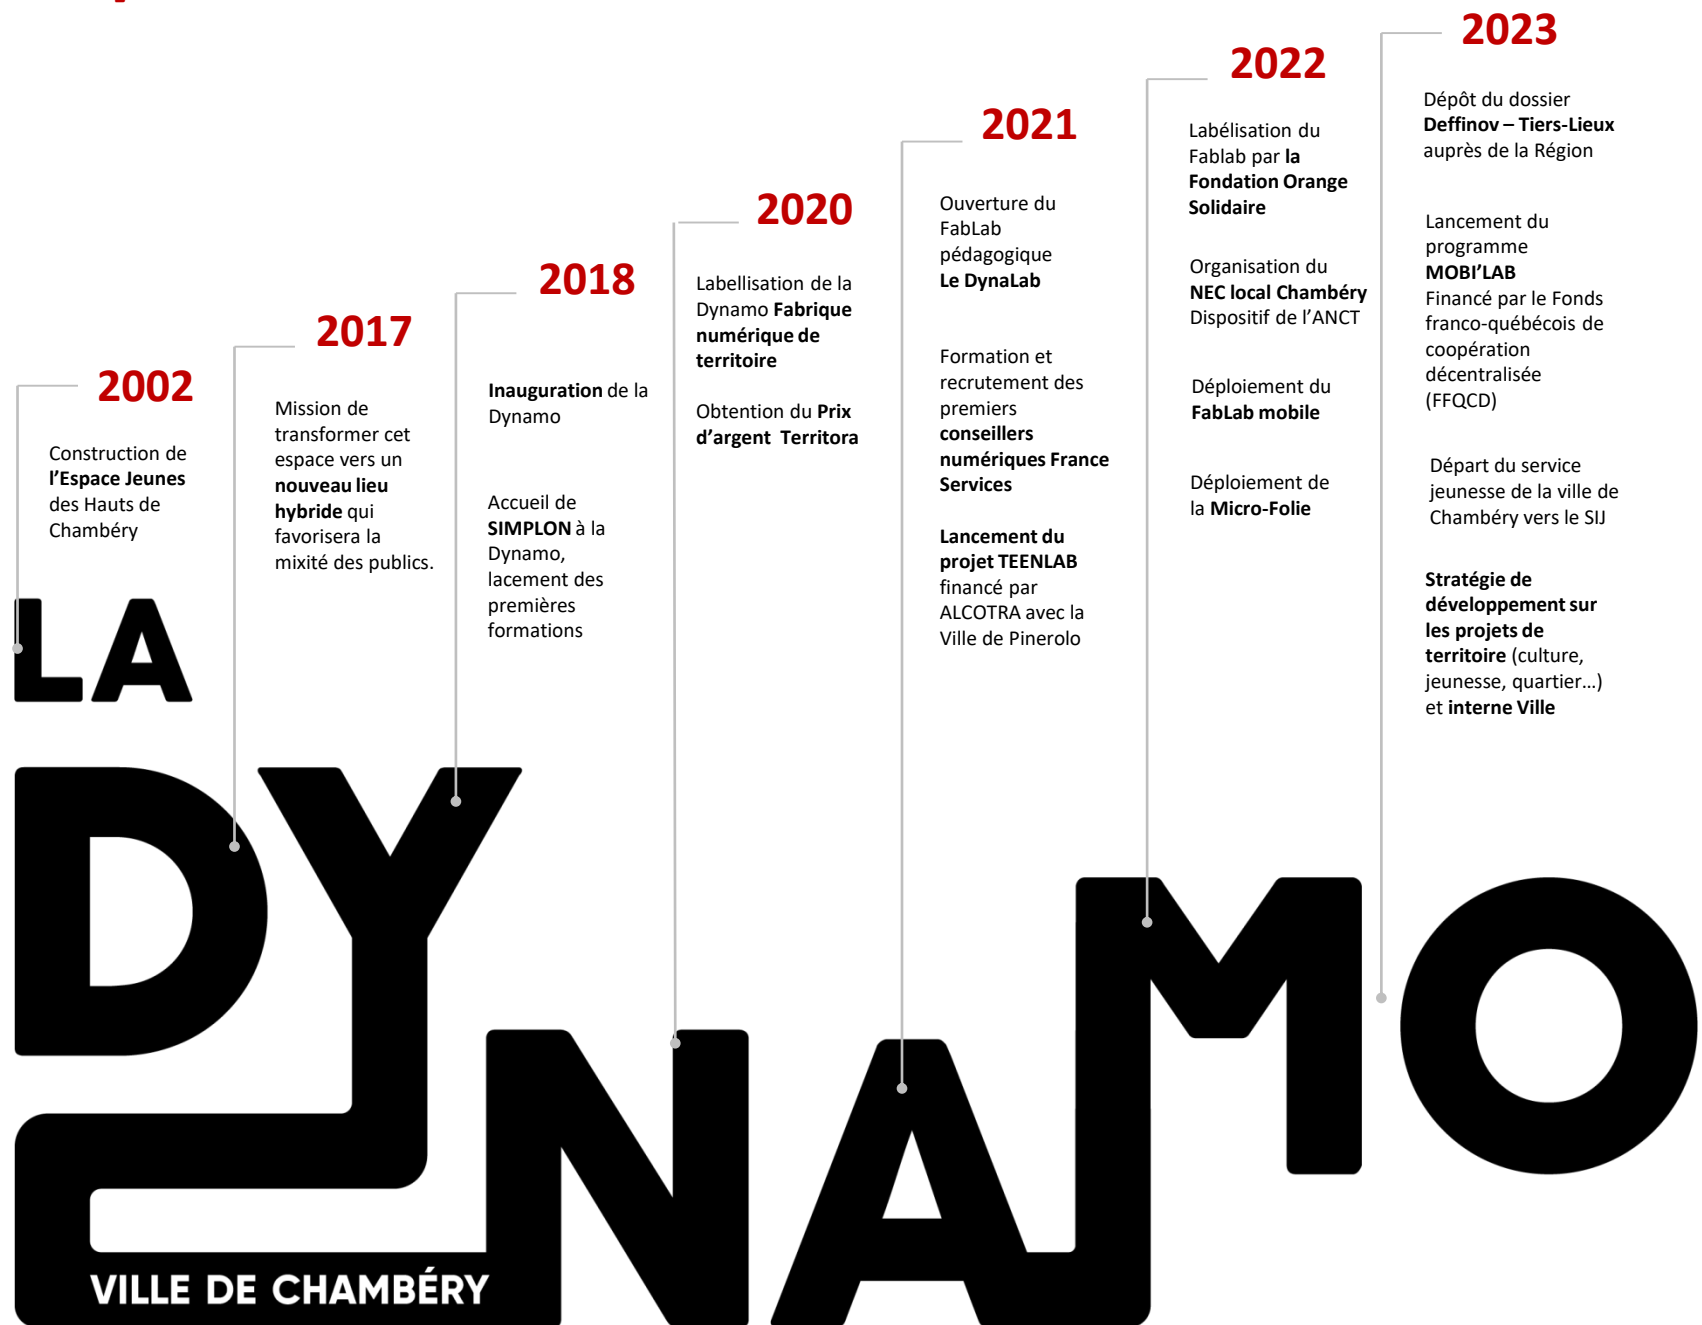 2002
Construction de
l’Espace Jeunes
des Hauts de
Chambéry
2017
Mission de
transformer cet
espace vers un
nouveau lieu
hybride qui
favorisera la
mixité des publics.
2018
Inauguration de la
Dynamo
Accueil de
SIMPLON à la
Dynamo,
lacement des
premières
formations
2020
Labellisation de la
Dynamo Fabrique
numérique de
territoire
Obtention du Prix
d’argent Territora
2021
Ouverture du
FabLab
pédagogique
Le DynaLab
Formation et
recrutement des
premiers
conseillers
numériques France
Services
Lancement du
projet TEENLAB
financé par
ALCOTRA avec la
Ville de Pinerolo
2022
Labélisation du
Fablab par la
Fondation Orange
Solidaire
Organisation du
NEC local Chambéry
Dispositif de l’ANCT
Déploiement du
FabLab mobile
Déploiement de
la Micro-Folie
2023
Dépôt du dossier
Deffinov – Tiers-Lieux
auprès de la Région
Lancement du
programme
MOBI’LAB
Financé par le Fonds
franco-québécois de
coopération
décentralisée
(FFQCD)
Départ du service
jeunesse de la ville de
Chambéry vers le SIJ
Stratégie de
développement sur
les projets de
territoire (culture,
jeunesse, quartier…)
et interne Ville
LA
DYNAMO
VILLE DE CHAMBÉRY